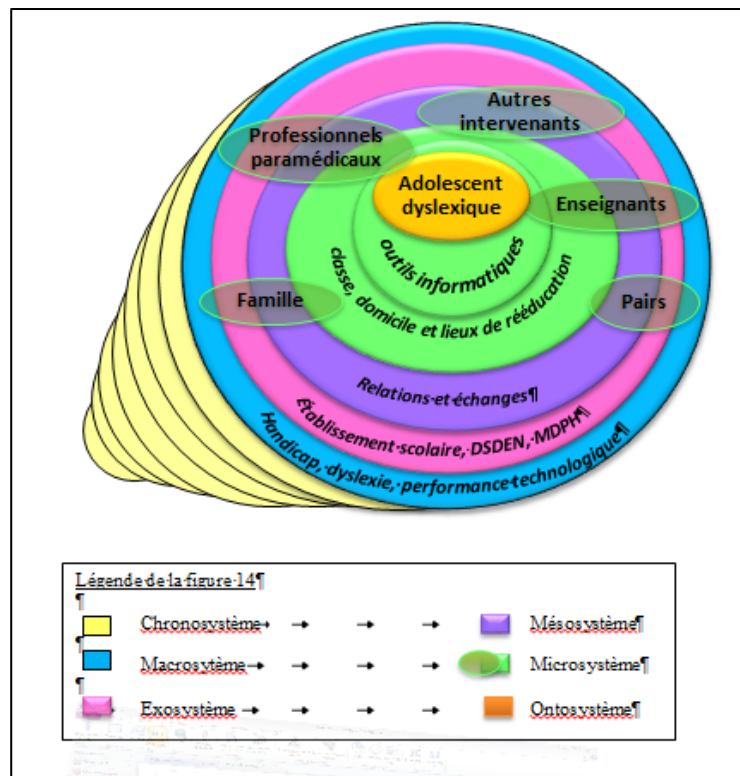 Autres
intervenants
Professionnels
paramédicaux
Adolescent
dyslexique
Enseignants
outils informatiques
classe, domicile et lieux de rééducation
Famille
Pairs
Relations·et·échanges¶
Établissement·scolaire,·DSDEN,·MDPH¶
Handicap,·dyslexie,·performance·technologique¶
Légende·de·la·figure·14¶
¶
Chronosystème→ → → → Mésosystème¶
¶
Macrosytème→ → → → Microsystème¶
¶
Exosystème → → → → Ontosystème¶